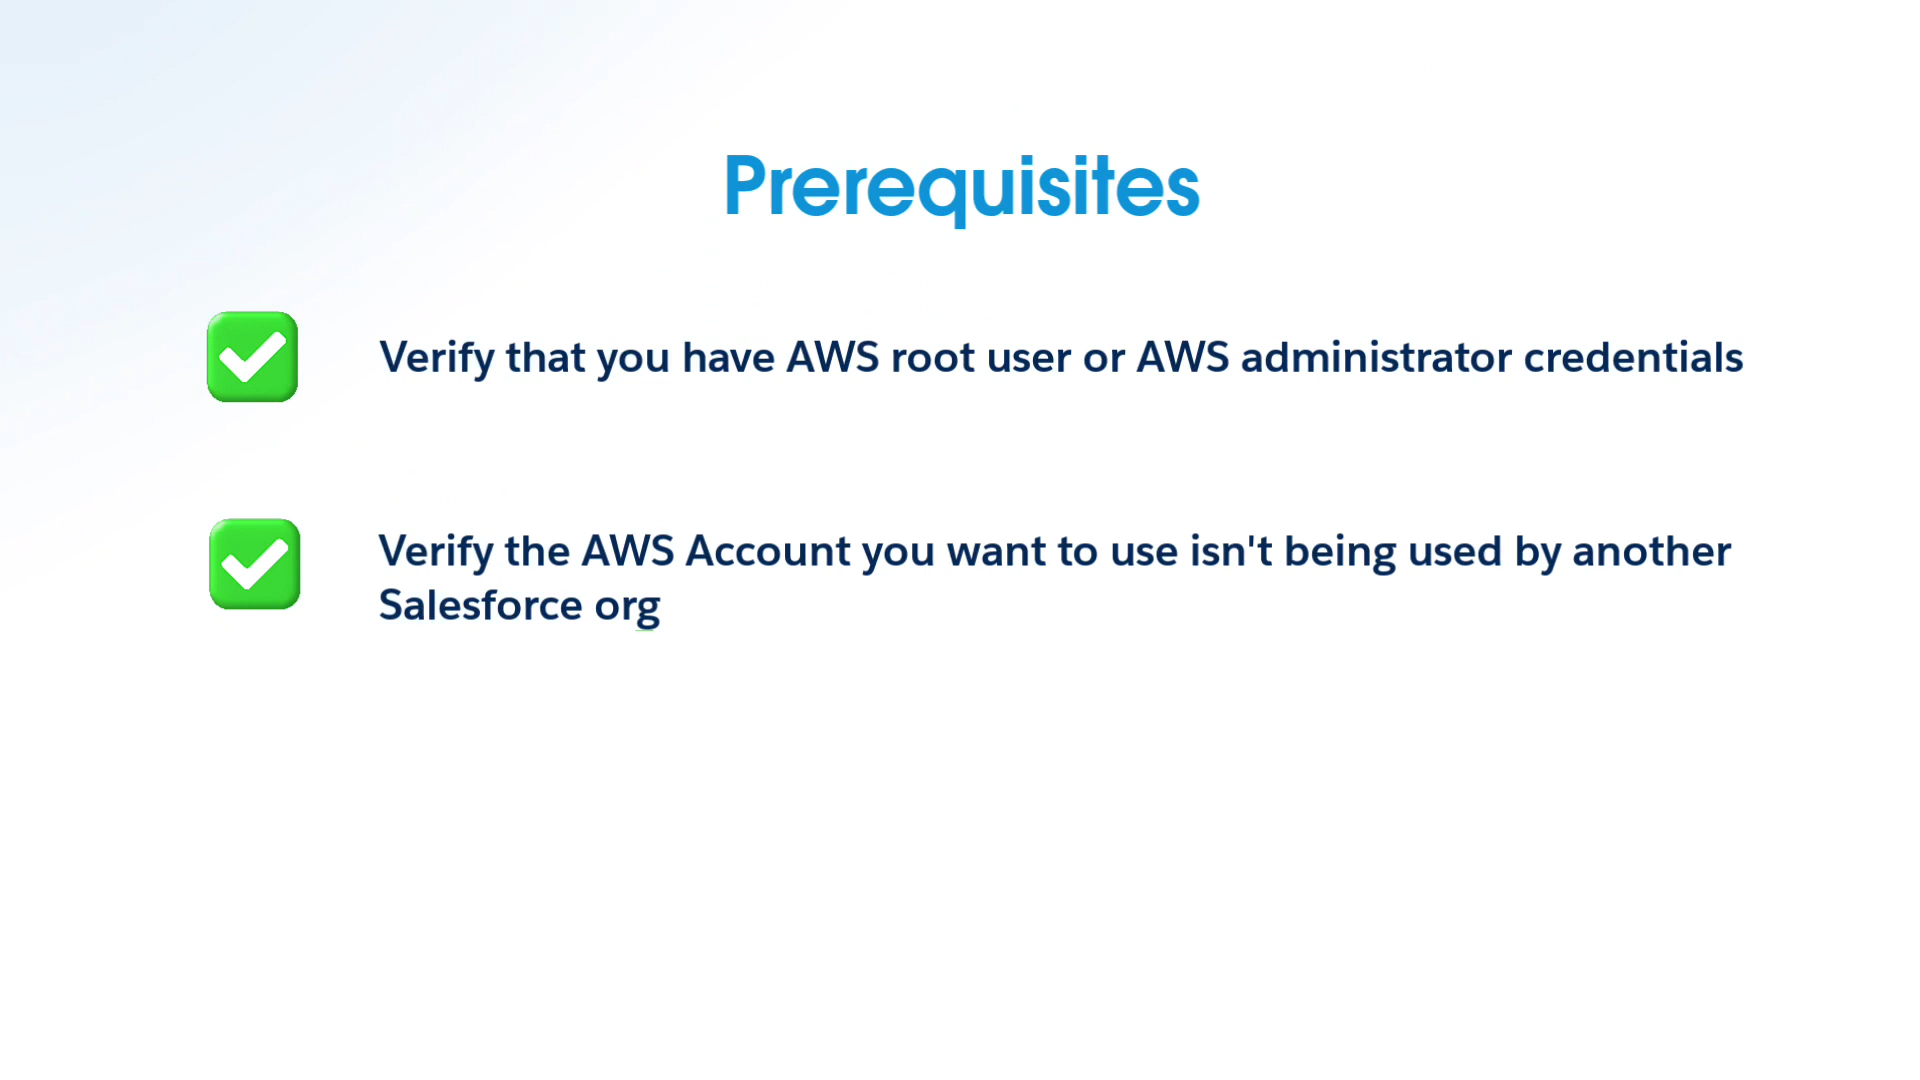 Prerequisites
Verify that you have AWS root user or AWS administrator credentials
Verify the AWS Account you want to use isn't being used by another
Salesforce org